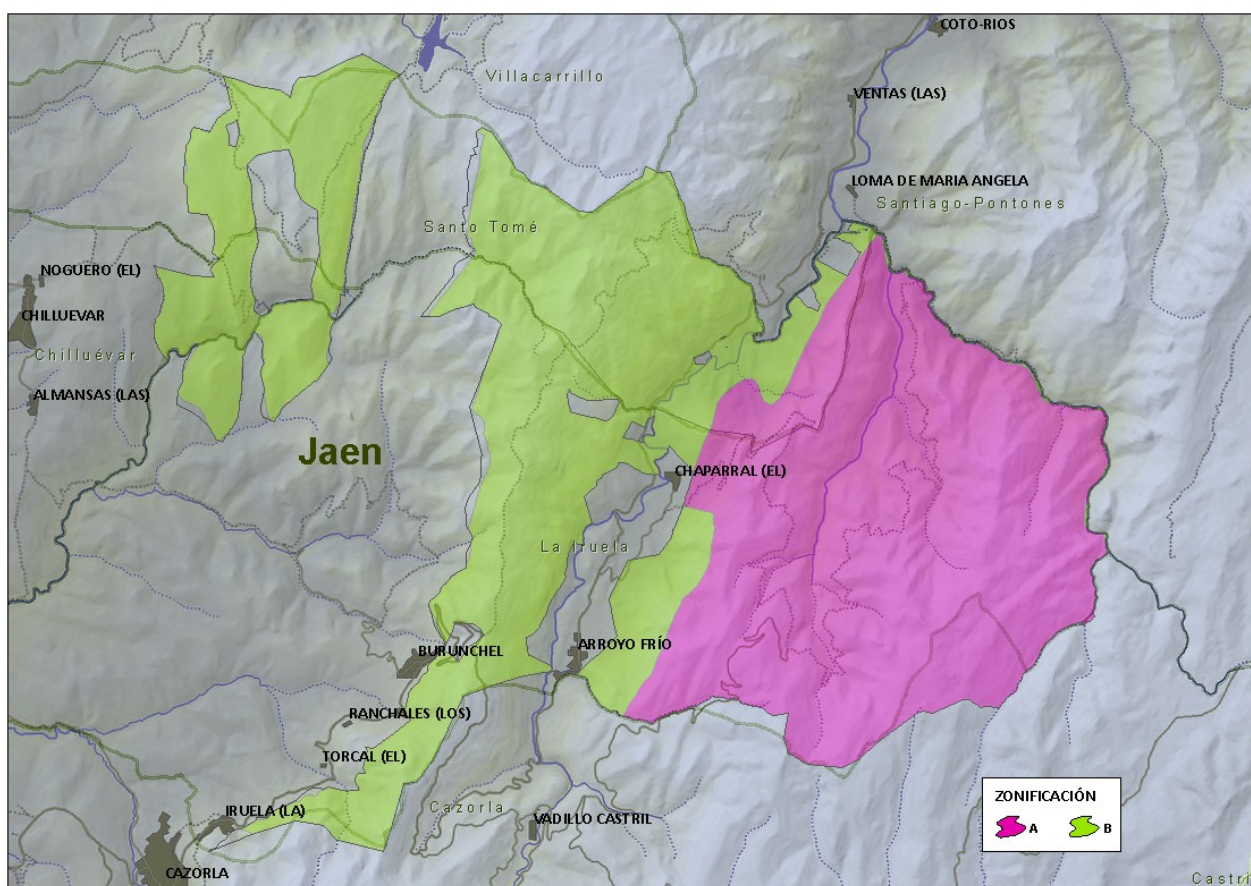 COTO-RIOS
Villacarrillo
VENTAS (LAS)
LOMA DE MARIA ANGELA
Santiago-Pontones
Santo Tomé
NOGUERO (EL)
CHILLUEVAR
Chilluévar
ALMANSAS (LAS)
Jaen
CHAPARRAL (EL)
La Iruela
ARROYO FRÍO
BURUNCHEL
RANCHALES (LOS)
TORCAL (EL)
IRUELA (LA)
Cazorla
VADILLO CASTRIL
CAZORLA
ZONIFICACIÓN
A B
Castri